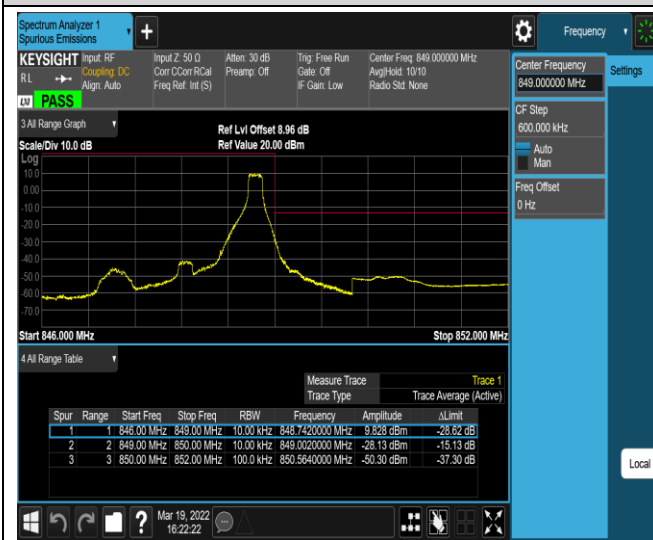 Spectrum Analyzer 1
Spurious Emissions
Frequency
KEYSIGHT Input: RF Input Z: 50 Ω Atten: 30 dB Trig: Free Run Center Freq: 849.000000 MHz
RL Coupling: DC Corr CCorr RCal Preamp: Off Gate: Off Avg|Hold: 10/10
Align: Auto Freq Ref: Int (S) IF Gain: Low Radio Std: None
LXI PASS
Center Frequency
849.000000 MHz
Settings
CF Step
600.000 kHz
Auto
Man
Freq Offset
0 Hz
3 All Range Graph
Ref Lvl Offset 8.96 dB
Scale/Div 10.0 dB Ref Value 20.00 dBm
Log
10.0
0.00
-10.0
-20.0
-30.0
-40.0
-50.0
-60.0
-70.0
Start 846.000 MHz Stop 852.000 MHz
4 All Range Table
Measure Trace Trace 1
Trace Type Trace Average (Active)
Spur Range Start Freq Stop Freq RBW Frequency Amplitude ΔLimit
1 1 846.00 MHz 849.00 MHz 10.00 kHz 848.7420000 MHz 9.828 dBm -28.62 dB
2 2 849.00 MHz 850.00 MHz 10.00 kHz 849.0020000 MHz -28.13 dBm -15.13 dB
3 3 850.00 MHz 852.00 MHz 100.0 kHz 850.5640000 MHz -50.30 dBm -37.30 dB
Local
Mar 19, 2022
16:22:22